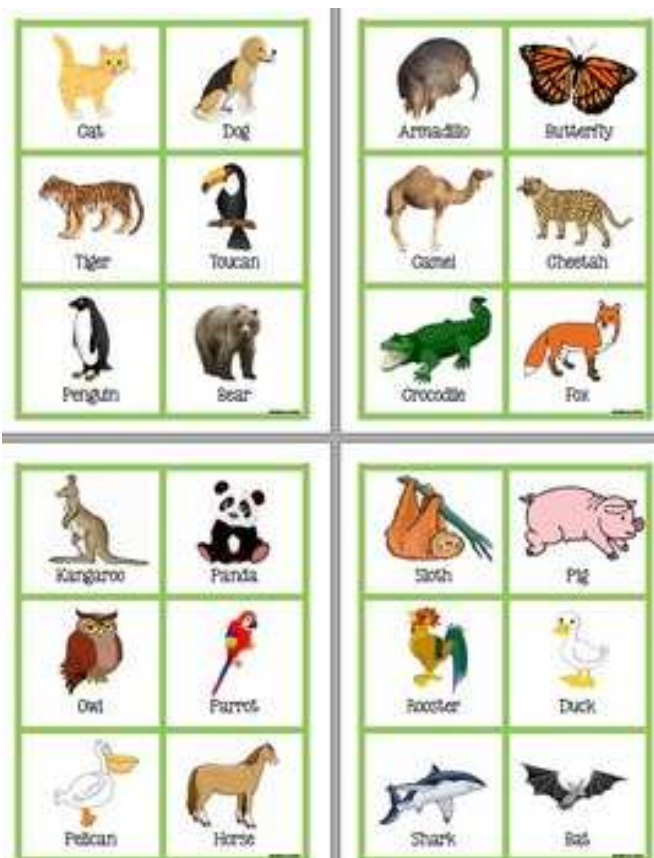 Cat Dog
Tiger Toucan
Penguin Bear
Armadillo Butterfly
Camel Cheetah
Crocodile Fox
Kangaroo Panda
Owl Parrot
Pelican Horse
Sloth Pig
Rooster Duck
Shark Bat